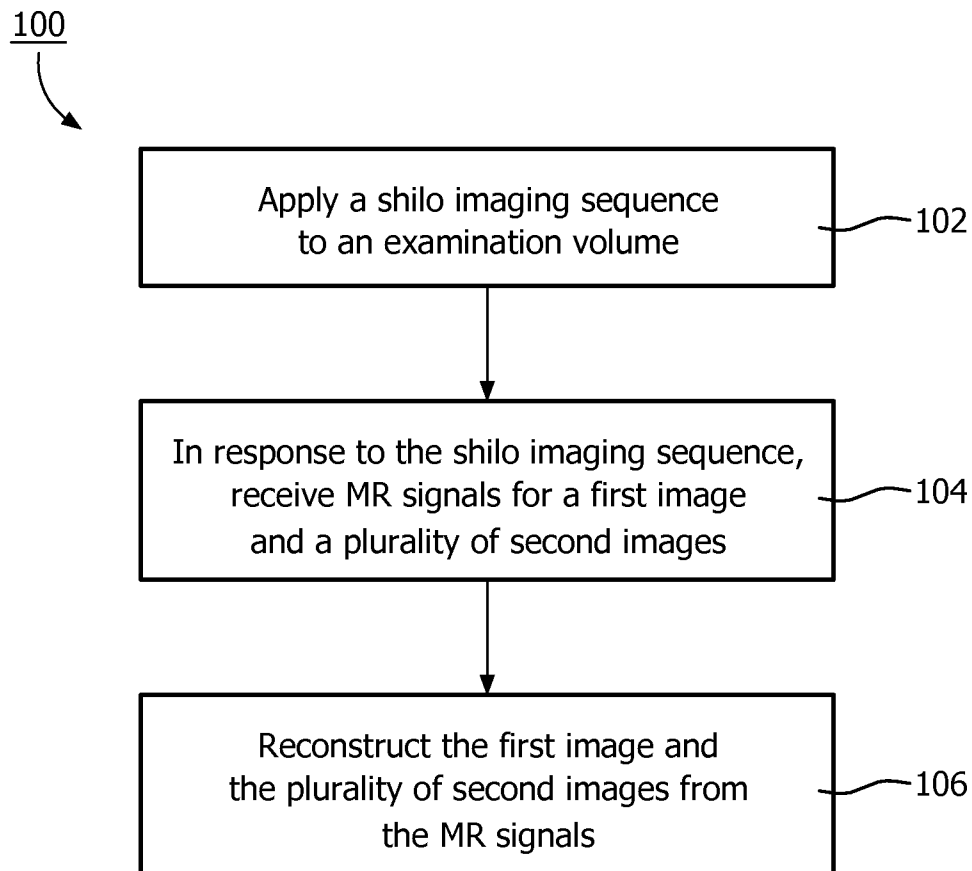 100
Apply a shilo imaging sequence
to an examination volume
102
In response to the shilo imaging sequence,
receive MR signals for a first image
and a plurality of second images
104
Reconstruct the first image and
the plurality of second images from
the MR signals
106